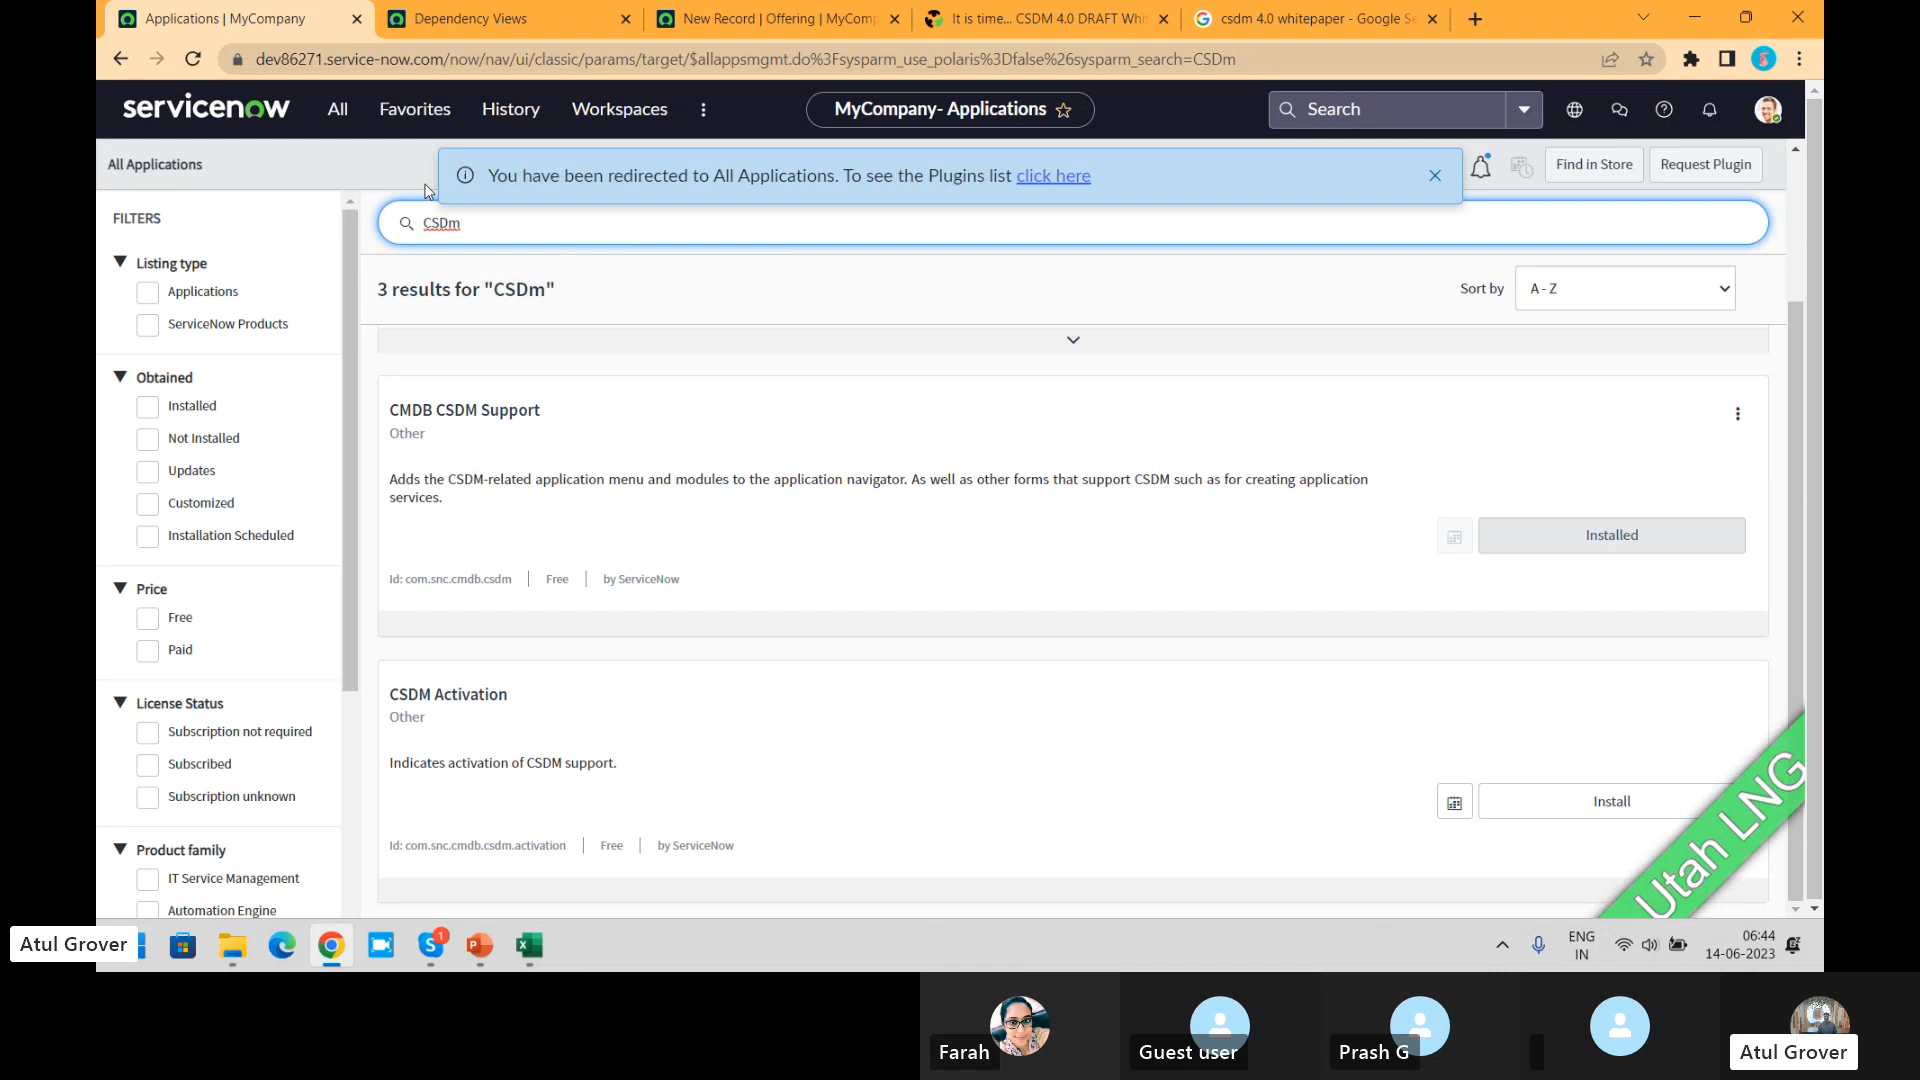 Applications | MyCompany
Dependency Views
New Record | Offering | MyComp
It is time... CSDM 4.0 DRAFT Whi
csdm 4.0 whitepaper - Google Se
dev86271.service-now.com/now/nav/ui/classic/params/target/$allappsmgmt.do%3Fsysparm_use_polaris%3Dfalse%26sysparm_search=CSDm
servicenow
All
Favorites
History
Workspaces
MyCompany- Applications
Search
All Applications
You have been redirected to All Applications. To see the Plugins list click here
Find in Store
Request Plugin
FILTERS
CSDm
Listing type
Applications
ServiceNow Products
3 results for "CSDm"
Sort by
A - Z
Obtained
Installed
Not Installed
Updates
Customized
Installation Scheduled
CMDB CSDM Support
Other
Adds the CSDM-related application menu and modules to the application navigator. As well as other forms that support CSDM such as for creating application
services.
Installed
Id: com.snc.cmdb.csdm
Free
by ServiceNow
Price
Free
Paid
License Status
Subscription not required
Subscribed
Subscription unknown
CSDM Activation
Other
Indicates activation of CSDM support.
Install
Id: com.snc.cmdb.csdm.activation
Free
by ServiceNow
Product family
IT Service Management
Automation Engine
Utah LNG
Atul Grover
1
ENG
IN
06:44
14-06-2023
Farah
Guest user
Prash G
Atul Grover